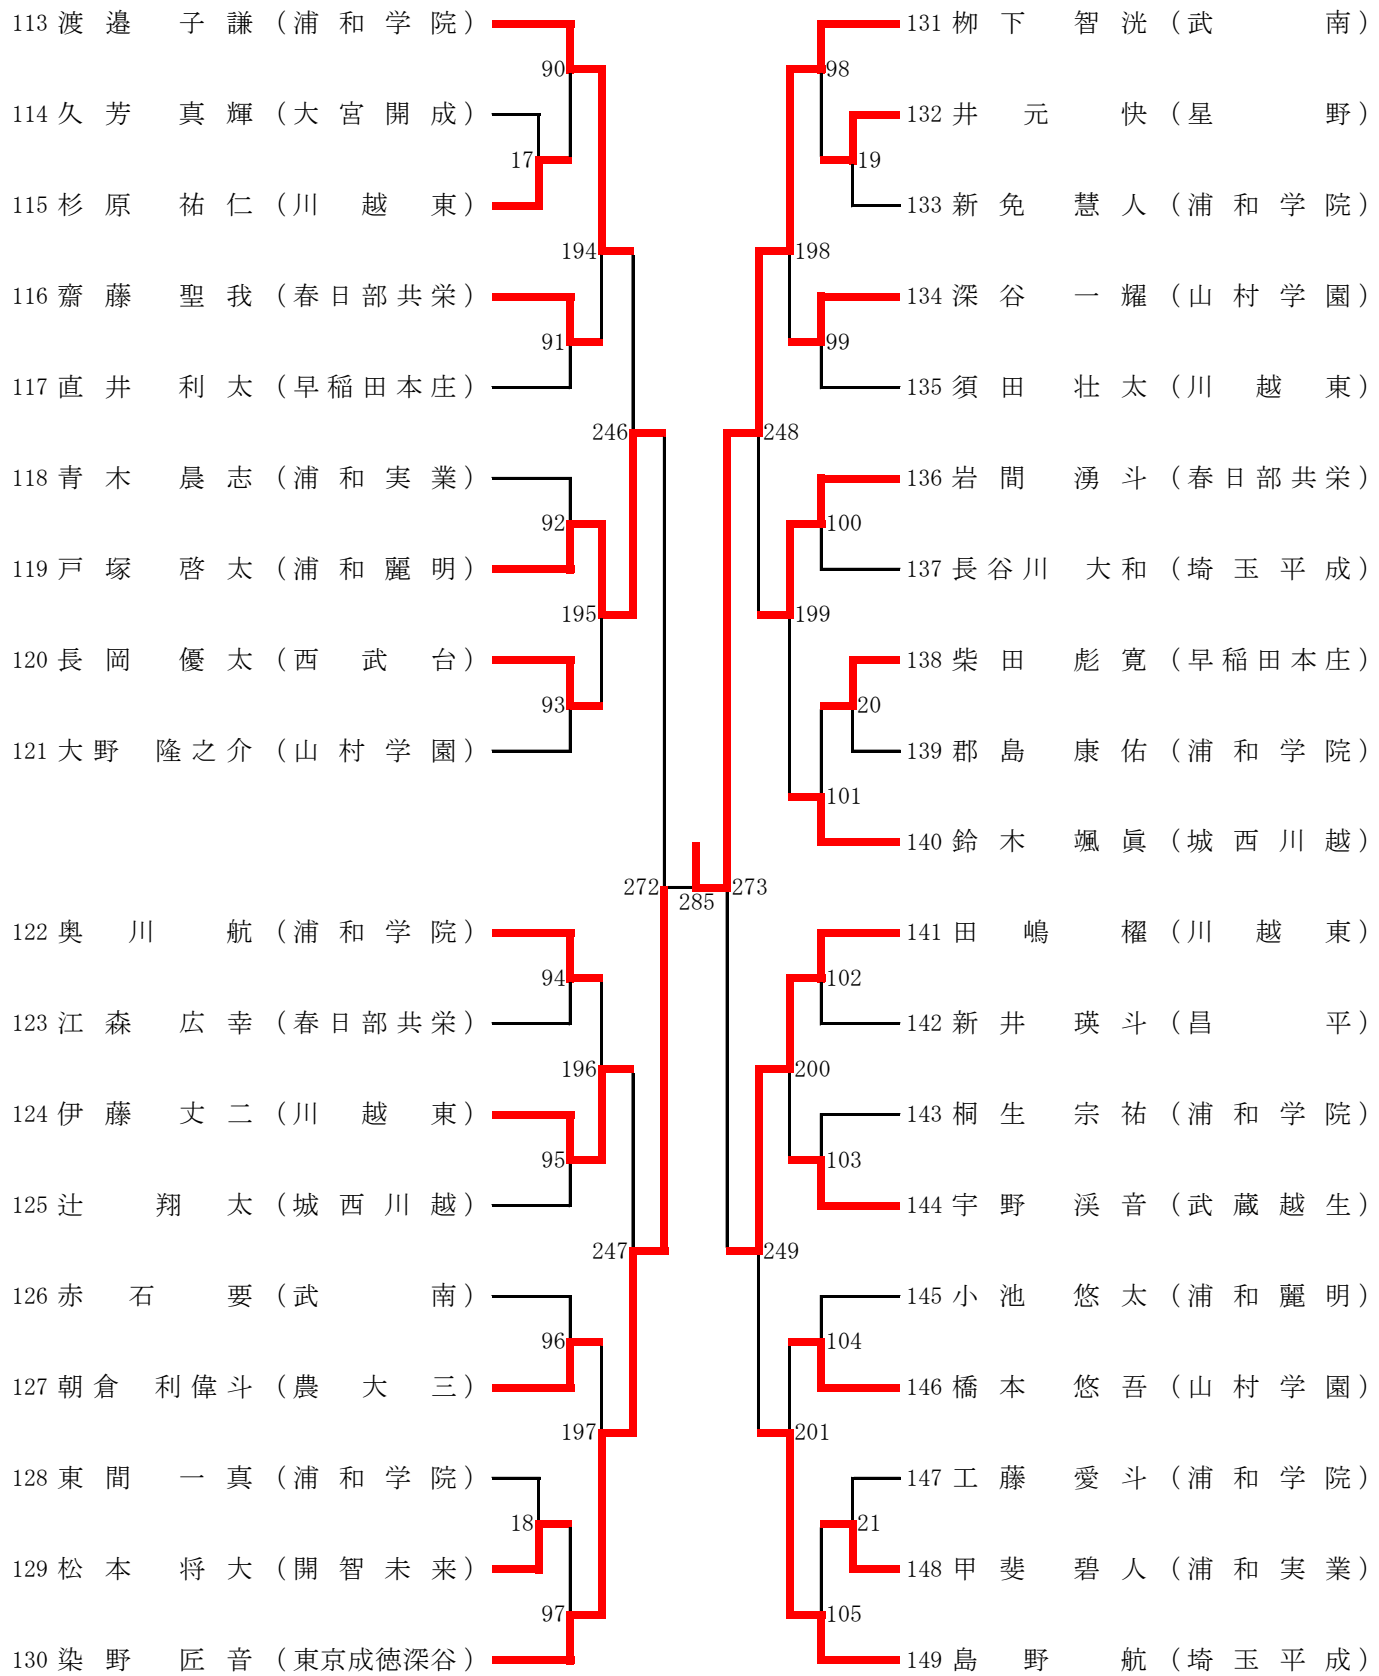 113 渡邉 子謙 (浦和学院)
90
114 久芳 真輝 (大宮開成)
17
115 杉原 祐仁 (川越東)
194
116 齋藤 聖我 (春日部共栄)
91
117 直井 利太 (早稲田本庄)
246
118 青木 晨志 (浦和実業)
92
119 戸塚 啓太 (浦和麗明)
195
120 長岡 優太 (西武台)
93
121 大野 隆之介 (山村学園)
272
285
122 奥川 航 (浦和学院)
94
123 江森 広幸 (春日部共栄)
196
124 伊藤 丈二 (川越東)
95
125 辻 翔太 (城西川越)
247
126 赤石 要 (武南)
96
127 朝倉 利偉斗 (農大三)
197
128 東間 一真 (浦和学院)
18
129 松本 将大 (開智未来)
97
130 染野 匠音 (東京成徳深谷)
131 栁下 智洸 (武南)
98
132 井元 快 (星野)
19
133 新免 慧人 (浦和学院)
198
134 深谷 一耀 (山村学園)
99
135 須田 壮太 (川越東)
248
136 岩間 湧斗 (春日部共栄)
100
137 長谷川 大和 (埼玉平成)
199
138 柴田 彪寛 (早稲田本庄)
20
139 郡島 康佑 (浦和学院)
101
140 鈴木 颯眞 (城西川越)
273
141 田嶋 櫂 (川越東)
102
142 新井 瑛斗 (昌平)
200
143 桐生 宗祐 (浦和学院)
103
144 宇野 渓音 (武蔵越生)
249
145 小池 悠太 (浦和麗明)
104
146 橋本 悠吾 (山村学園)
201
147 工藤 愛斗 (浦和学院)
21
148 甲斐 碧人 (浦和実業)
105
149 島野 航 (埼玉平成)